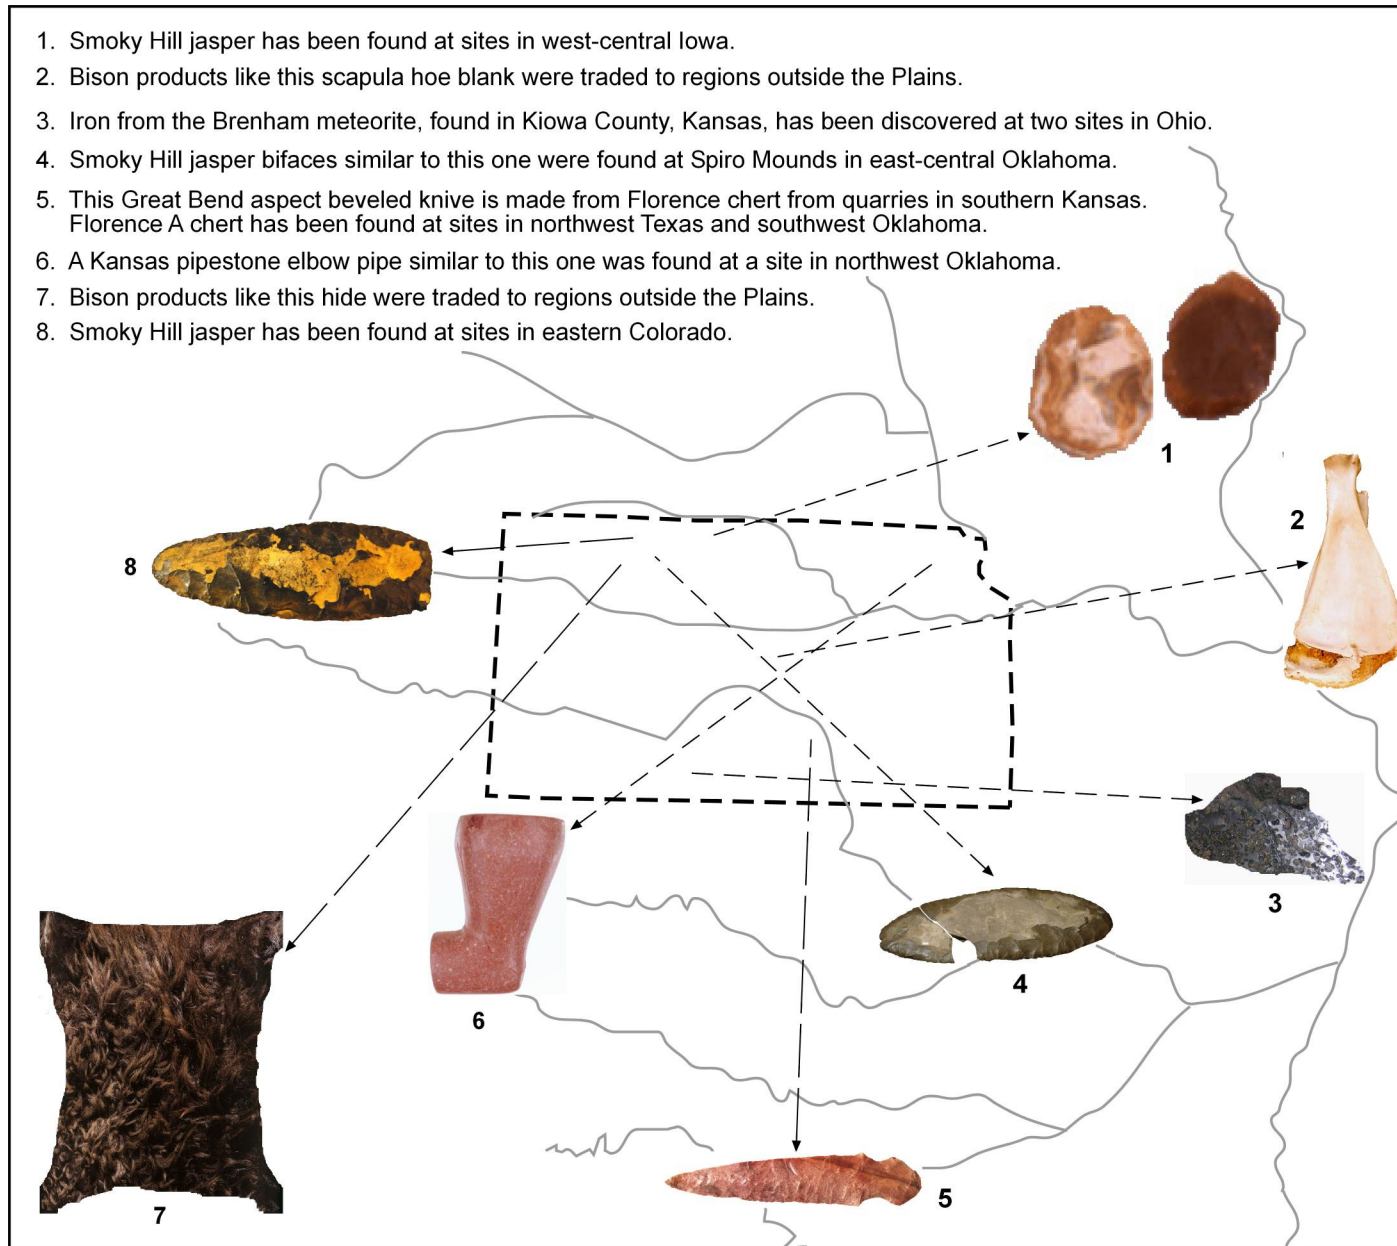 1. Smoky Hill jasper has been found at sites in west-central Iowa.
2. Bison products like this scapula hoe blank were traded to regions outside the Plains.
3. Iron from the Brenham meteorite, found in Kiowa County, Kansas, has been discovered at two sites in Ohio.
4. Smoky Hill jasper bifaces similar to this one were found at Spiro Mounds in east-central Oklahoma.
5. This Great Bend aspect beveled knive is made from Florence chert from quarries in southern Kansas.
Florence A chert has been found at sites in northwest Texas and southwest Oklahoma.
6. A Kansas pipestone elbow pipe similar to this one was found at a site in northwest Oklahoma.
7. Bison products like this hide were traded to regions outside the Plains.
8. Smoky Hill jasper has been found at sites in eastern Colorado.
1
2
8
3
4
6
5
7